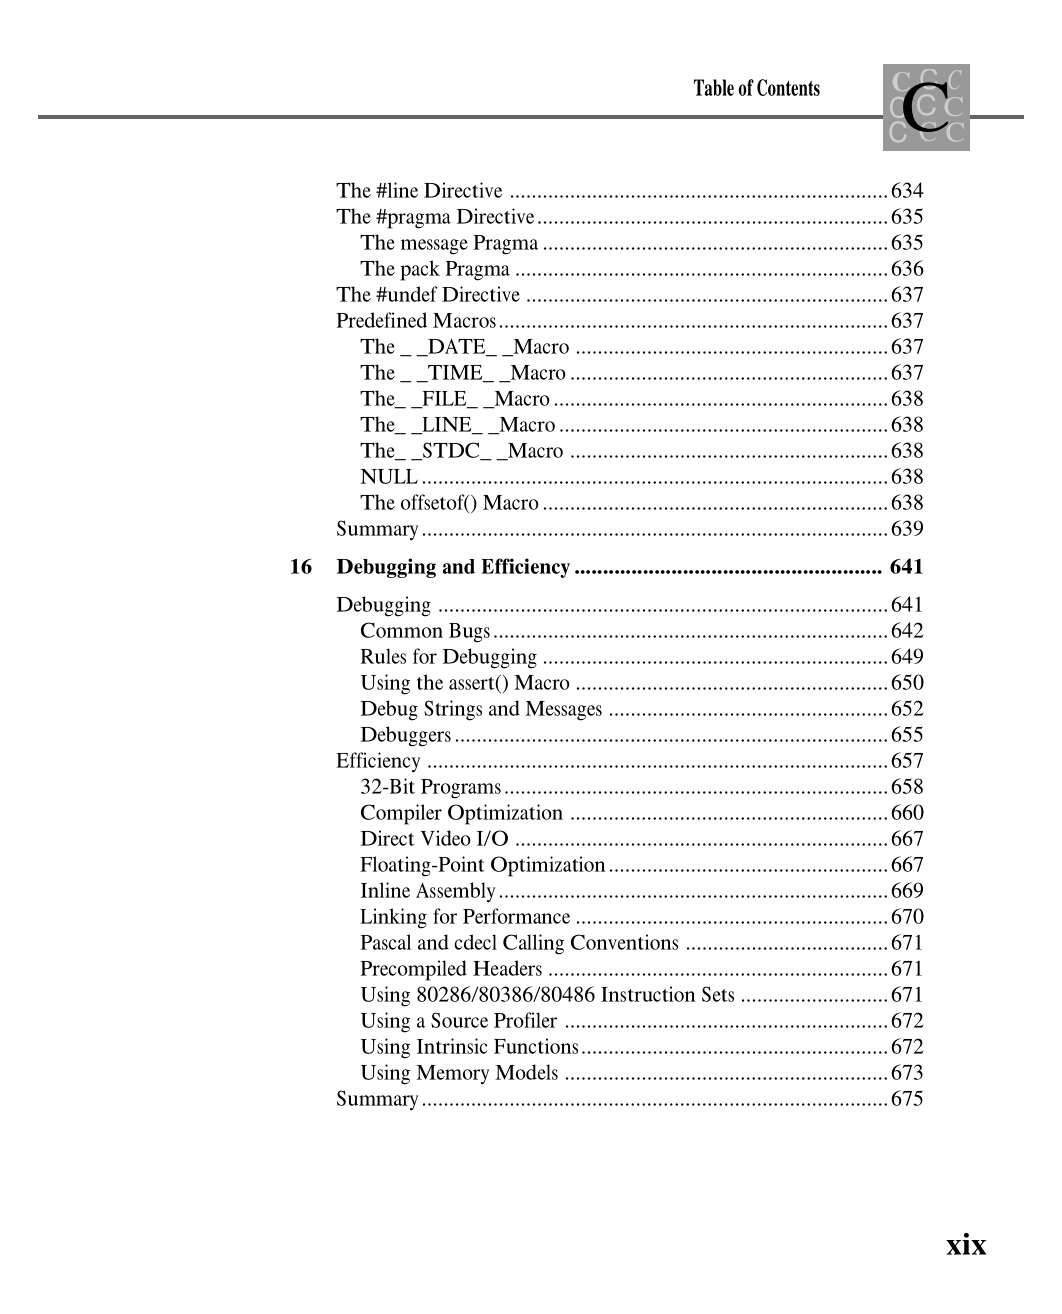 Table of Contents
C C C C C C C C C C
The #line Directive ..................................................................... 634
The #pragma Directive ................................................................ 635
The message Pragma ............................................................... 635
The pack Pragma .................................................................... 636
The #undef Directive .................................................................. 637
Predefined Macros ....................................................................... 637
The _ _DATE_ _Macro ......................................................... 637
The _ _TIME_ _Macro .......................................................... 637
The_ _FILE_ _Macro ............................................................. 638
The_ _LINE_ _Macro ............................................................ 638
The_ _STDC_ _Macro .......................................................... 638
NULL ..................................................................................... 638
The offsetof() Macro ............................................................... 638
Summary ..................................................................................... 639
16 Debugging and Efficiency ...................................................... 641
Debugging .................................................................................. 641
Common Bugs ........................................................................ 642
Rules for Debugging ............................................................... 649
Using the assert() Macro ......................................................... 650
Debug Strings and Messages ................................................... 652
Debuggers ............................................................................... 655
Efficiency .................................................................................... 657
32-Bit Programs ...................................................................... 658
Compiler Optimization .......................................................... 660
Direct Video I/O .................................................................... 667
Floating-Point Optimization ................................................... 667
Inline Assembly ....................................................................... 669
Linking for Performance ......................................................... 670
Pascal and cdecl Calling Conventions ..................................... 671
Precompiled Headers .............................................................. 671
Using 80286/80386/80486 Instruction Sets ........................... 671
Using a Source Profiler ........................................................... 672
Using Intrinsic Functions ........................................................ 672
Using Memory Models ........................................................... 673
Summary ..................................................................................... 675
xix